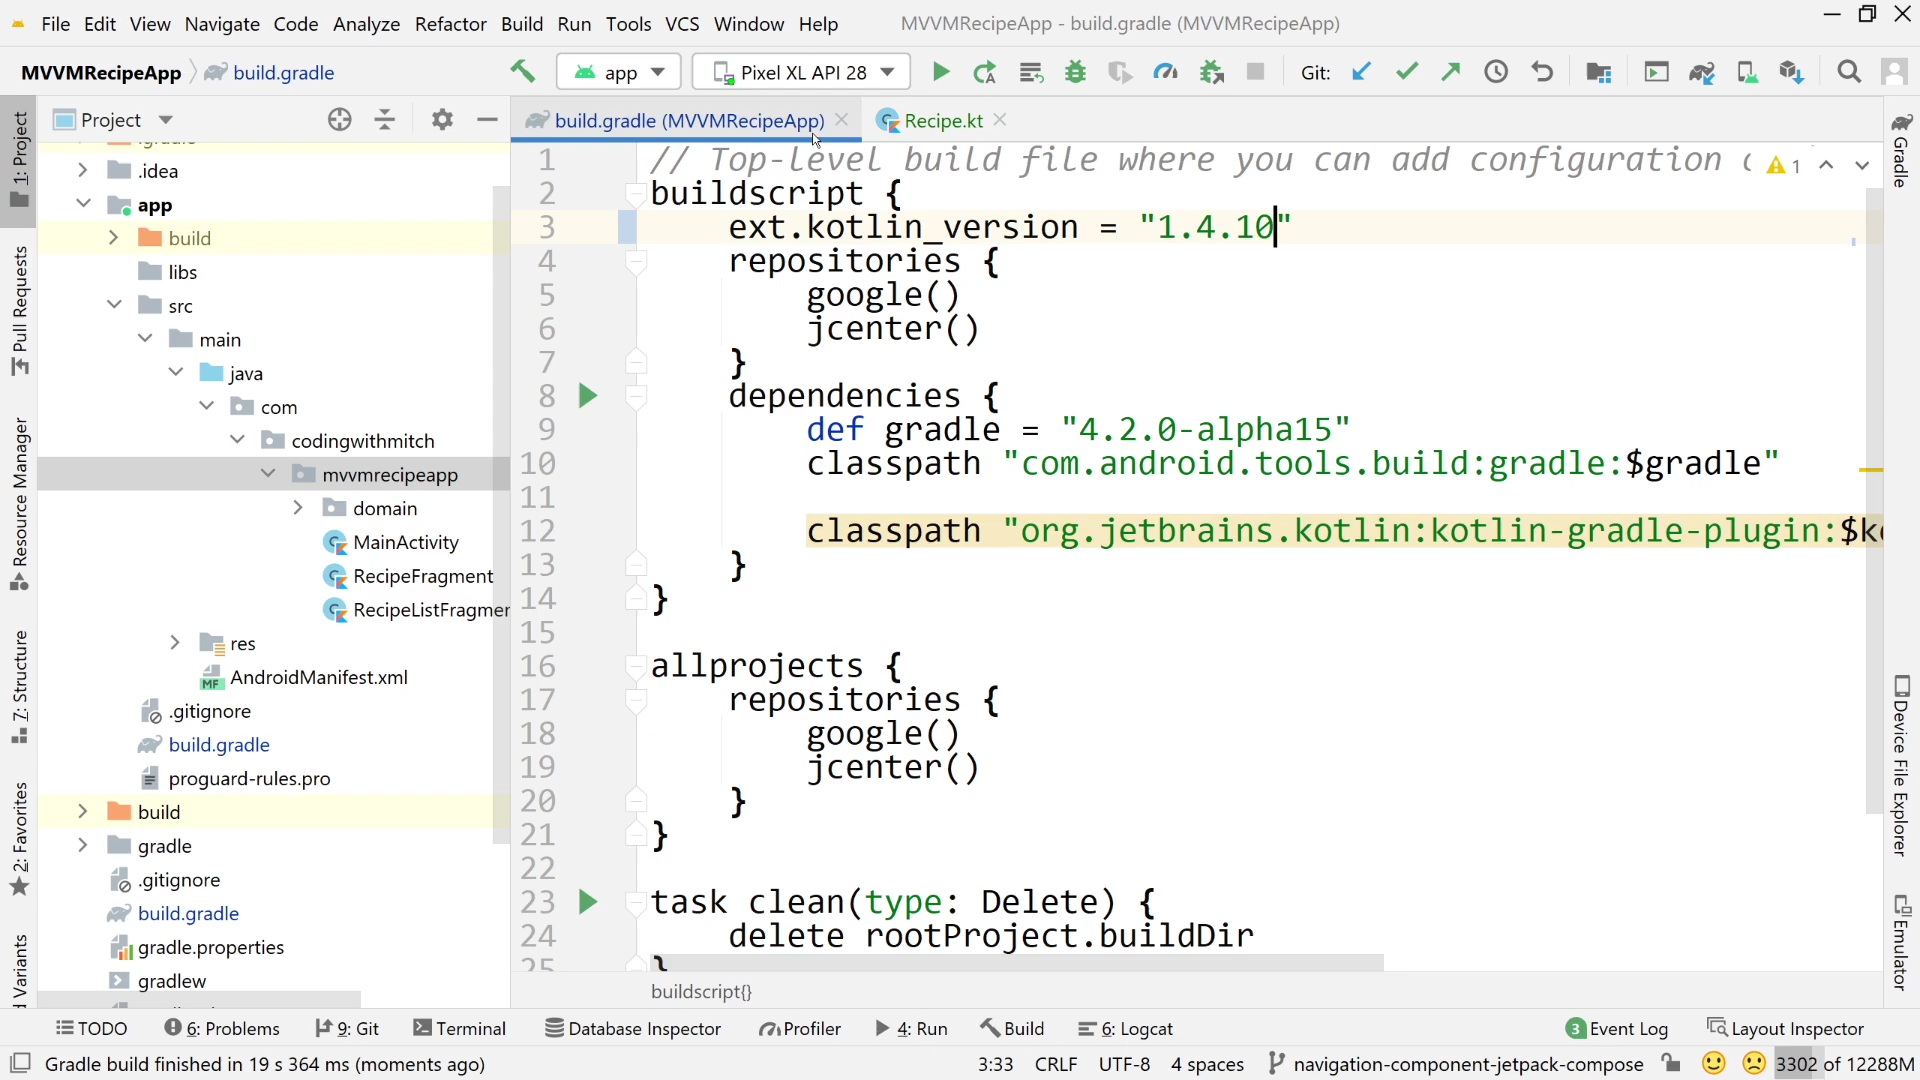 File Edit View Navigate Code Analyze Refactor Build Run Tools VCS Window Help MVVMRecipeApp - build.gradle (MVVMRecipeApp)
MVVMRecipeApp build.gradle app Pixel XL API 28 Git:
Project
build.gradle (MVVMRecipeApp) Recipe.kt
1: Project
Pull Requests
Resource Manager
7: Structure
2: Favorites
Variants
.idea
app
build
libs
src
main
java
com
codingwithmitch
mvvmrecipeapp
domain
MainActivity
RecipeFragment
RecipeListFragmen
res
AndroidManifest.xml
.gitignore
build.gradle
proguard-rules.pro
build
gradle
.gitignore
build.gradle
gradle.properties
gradlew
1 // Top-level build file where you can add configuration
1
2 buildscript {
3 ext.kotlin_version = "1.4.10"
4 repositories {
5 google()
6 jcenter()
7 }
8 dependencies {
9 def gradle = "4.2.0-alpha15"
10 classpath "com.android.tools.build:gradle:$gradle"
11
12 classpath "org.jetbrains.kotlin:kotlin-gradle-plugin:$ko
13 }
14 }
15
16 allprojects {
17 repositories {
18 google()
19 jcenter()
20 }
21 }
22
23 task clean(type: Delete) {
24 delete rootProject.buildDir
25 }
buildscript{}
Gradle
Device File Explorer
Emulator
TODO 6: Problems 9: Git Terminal Database Inspector Profiler 4: Run Build 6: Logcat 3 Event Log Layout Inspector
Gradle build finished in 19 s 364 ms (moments ago) 3:33 CRLF UTF-8 4 spaces navigation-component-jetpack-compose 3302 of 12288M